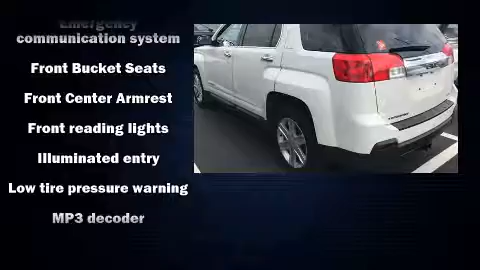 Emergency
communication system
Front Bucket Seats
Front Center Armrest
Front reading lights
Illuminated entry
Low tire pressure warning
MP3 decoder